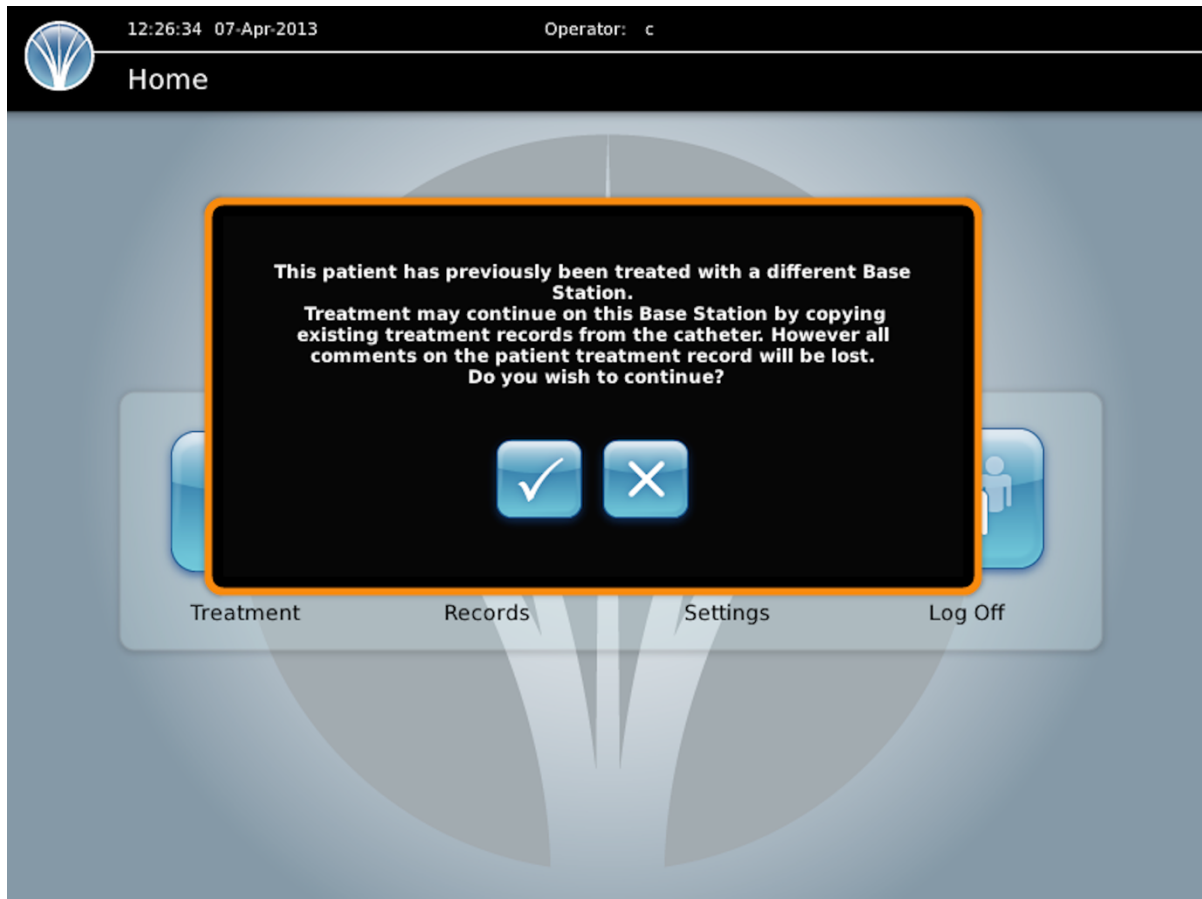 12:26:34 07-Apr-2013 Operator: c
Home
This patient has previously been treated with a different Base
Station.
Treatment may continue on this Base Station by copying
existing treatment records from the catheter. However all
comments on the patient treatment record will be lost.
Do you wish to continue?
Treatment Records Settings Log Off